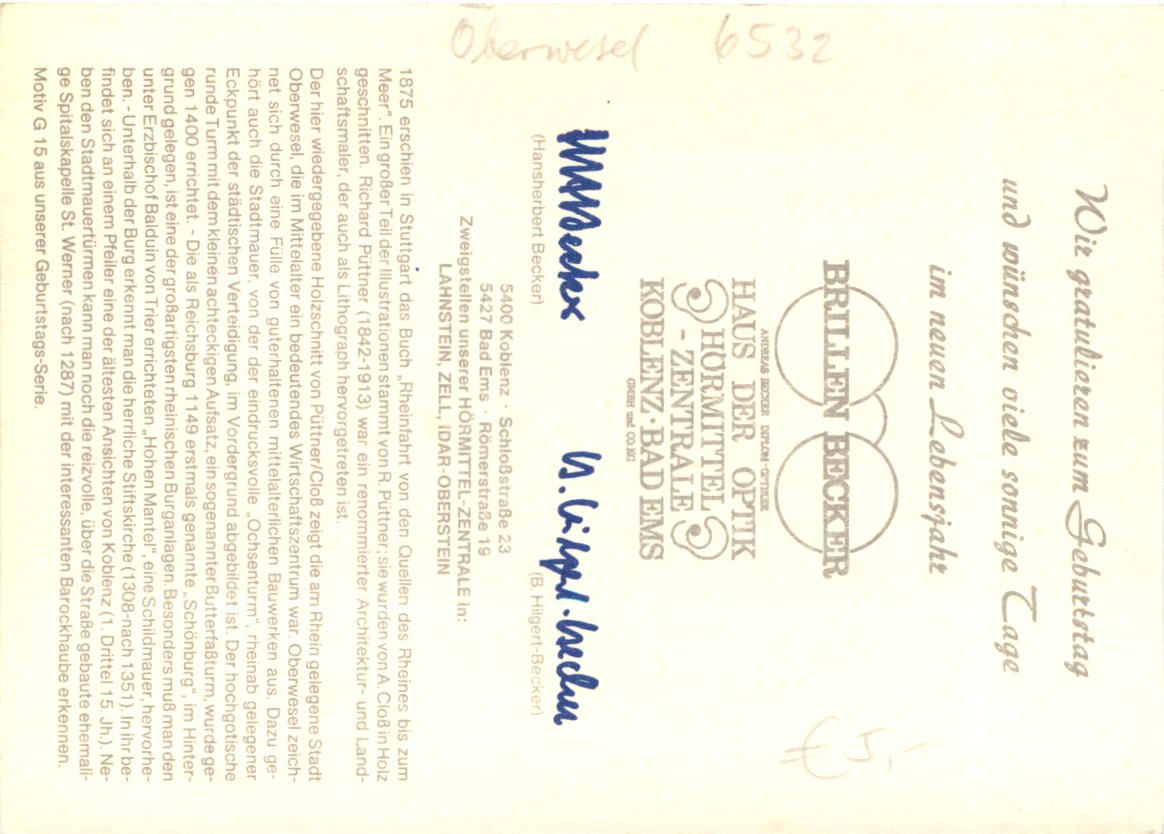 Oberwesel 6532
Wir gratulieren zum Geburtstag
und wünschen viele sonnige Tage
im neuen Lebensjahr
BRILLEN BECKER
ANDREAS BECKER DIPLOM-OPTIKER
HAUS DER OPTIK
HÖRMITTEL
- ZENTRALE
KOBLENZ · BAD EMS
GMBH und CO.KG
(Hansherbert Becker)
B. Hilgert-Becker
(B. Hilgert-Becker)
5400 Koblenz · Schloßstraße 23
5427 Bad Ems · Römerstraße 19
Zweigstellen unserer HÖRMITTEL-ZENTRALE in:
LAHNSTEIN, ZELL, IDAR-OBERSTEIN
1875 erschien in Stuttgart das Buch „Rheinfahrt von den Quellen des Rheines bis zum
Meer“. Ein großer Teil der Illustrationen stammt von R. Püttner; sie wurden von A. Cloß in Holz
geschnitten. Richard Püttner (1842-1913) war ein renommierter Architektur- und Land-
schaftsmaler, der auch als Lithograph hervorgetreten ist.
Der hier wiedergegebene Holzschnitt von Püttner/Cloß zeigt die am Rhein gelegene Stadt
Oberwesel, die im Mittelalter ein bedeutendes Wirtschaftszentrum war. Oberwesel zeich-
net sich durch eine Fülle von guterhaltenen mittelalterlichen Bauwerken aus. Dazu ge-
hört auch die Stadtmauer, von der der eindrucksvolle „Ochsenturm“, rheinab gelegener
Eckpunkt der städtischen Verteidigung, im Vordergrund abgebildet ist. Der hochgotische
runde Turm mit dem kleinen achteckigen Aufsatz, ein sogenannter Butterfaßturm, wurde ge-
gen 1400 errichtet. - Die als Reichsburg 1149 erstmals genannte „Schönburg“, im Hinter-
grund gelegen, ist eine der großartigsten rheinischen Burganlagen. Besonders muß man den
unter Erzbischof Balduin von Trier errichteten „Hohen Mantel“, eine Schildmauer, hervorhe-
ben. - Unterhalb der Burg erkennt man die herrliche Stiftskirche (1308-nach 1351). In ihr be-
findet sich an einem Pfeiler eine der ältesten Ansichten von Koblenz (1. Drittel 15. Jh.). Ne-
ben den Stadtmauertürmen kann man noch die reizvolle, über die Straße gebaute ehemali-
ge Spitalskapelle St. Werner (nach 1287) mit der interessanten Barockhaube erkennen.
Motiv G 15 aus unserer Geburtstags-Serie.
€ 5,-